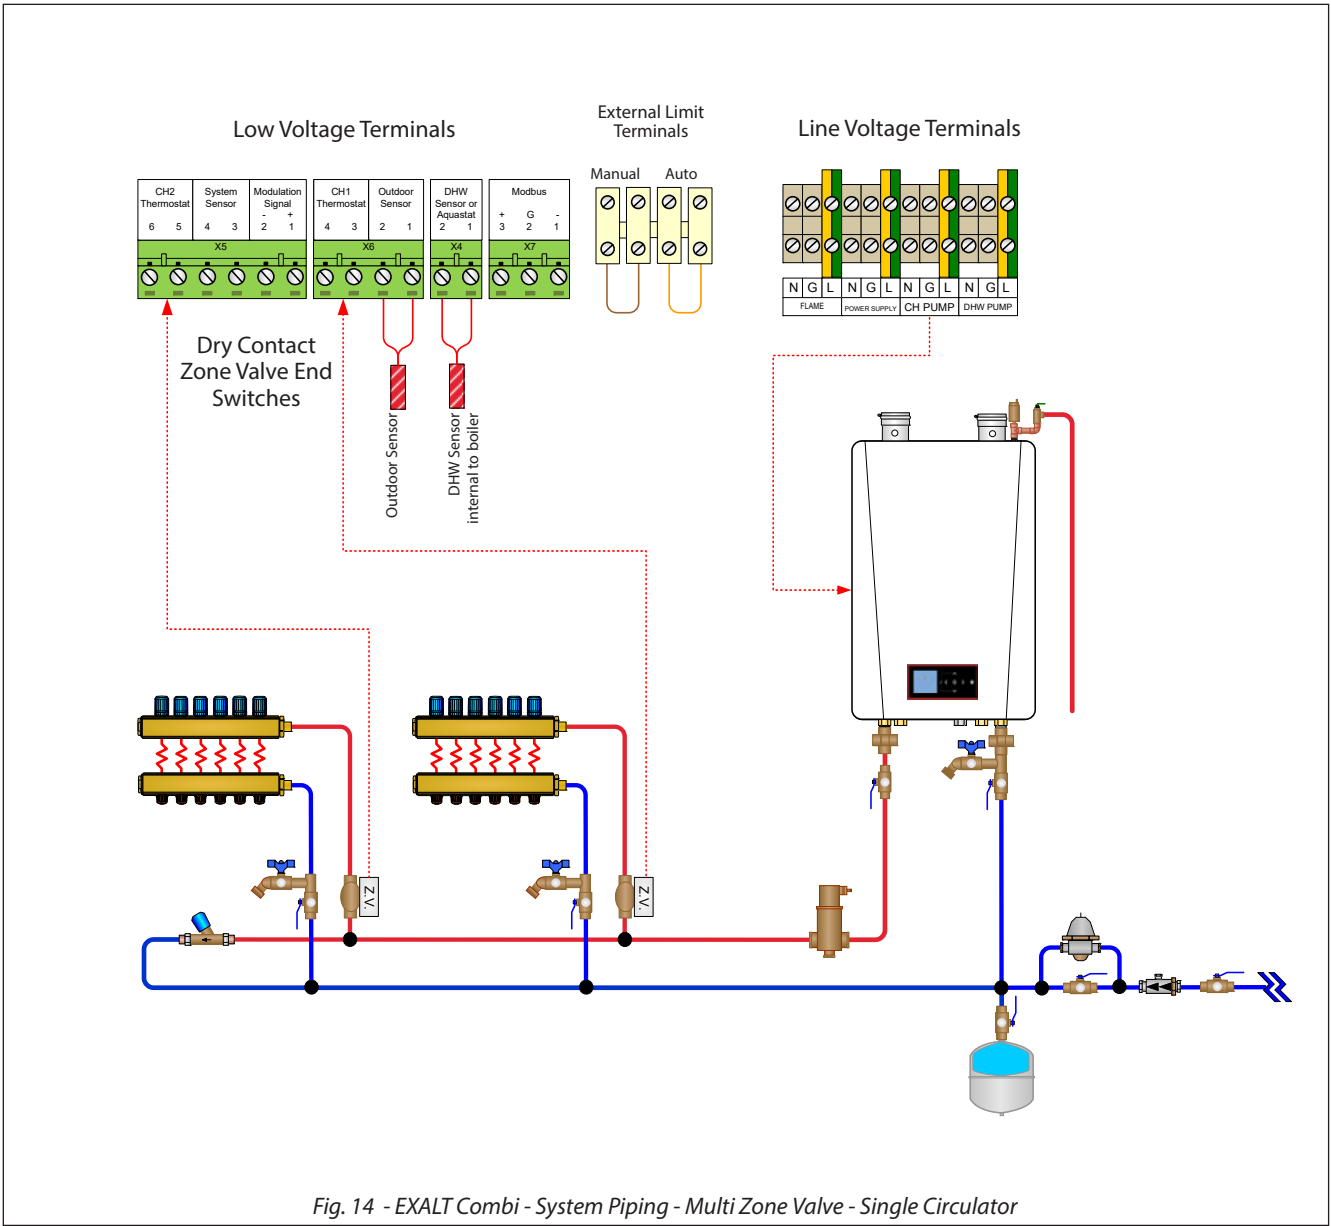 Low Voltage Terminals
External Limit
Terminals
Line Voltage Terminals
Manual Auto
CH2
Thermostat
6 5
System
Sensor
4 3
Modulation
Signal
- +
2 1
X5
CH1
Thermostat
4 3
Outdoor
Sensor
2 1
X6
DHW
Sensor or
Aquastat
2 1
X4
Modbus
+ G -
3 2 1
X7
N G L N G L N G L N G L
FLAME POWER SUPPLY CH PUMP DHW PUMP
Dry Contact
Zone Valve End
Switches
Outdoor Sensor
DHW Sensor
internal to boiler
Z.V.
Z.V.
Fig. 14 - EXALT Combi - System Piping - Multi Zone Valve - Single Circulator